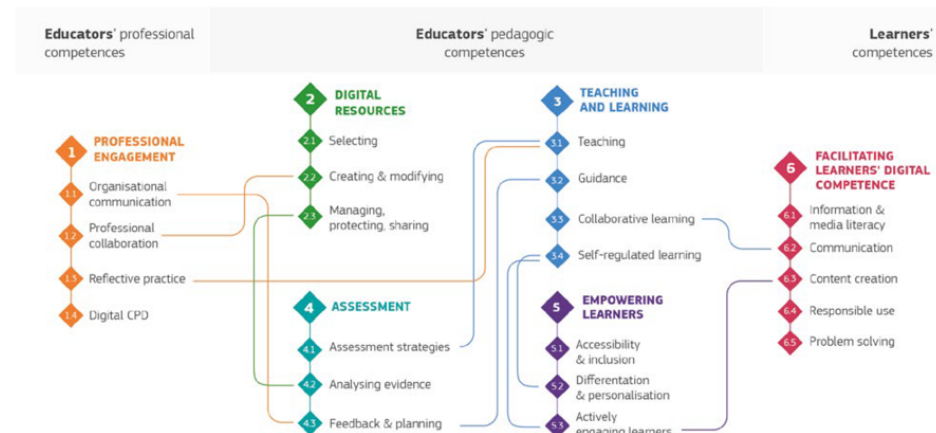 Educators' professional
competences
Educators' pedagogic
competences
Learners'
competences
1
PROFESSIONAL
ENGAGEMENT
1.1
Organisational
communication
1.2
Professional
collaboration
1.3
Reflective practice
1.4
Digital CPD
2
DIGITAL
RESOURCES
2.1
Selecting
2.2
Creating & modifying
2.3
Managing,
protecting, sharing
3
TEACHING
AND LEARNING
3.1
Teaching
3.2
Guidance
3.3
Collaborative learning
3.4
Self-regulated learning
4
ASSESSMENT
4.1
Assessment strategies
4.2
Analysing evidence
4.3
Feedback & planning
5
EMPOWERING
LEARNERS
5.1
Accessibility
& inclusion
5.2
Differentation
& personalisation
5.3
Actively
engaging learners
6
FACILITATING
LEARNERS' DIGITAL
COMPETENCE
6.1
Information &
media literacy
6.2
Communication
6.3
Content creation
6.4
Responsible use
6.5
Problem solving